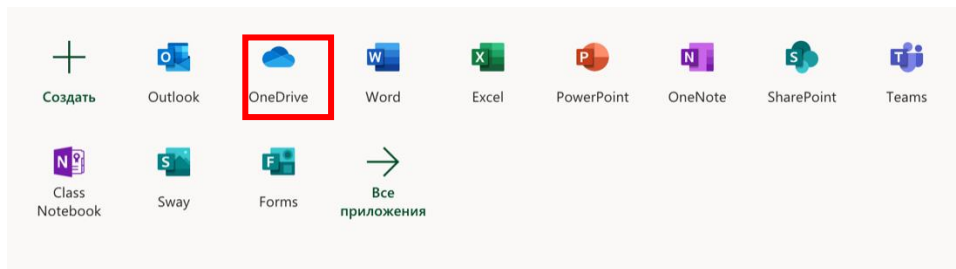 Создать
Outlook
OneDrive
Word
Excel
PowerPoint
OneNote
SharePoint
Teams
Class
Notebook
Sway
Forms
Все
приложения